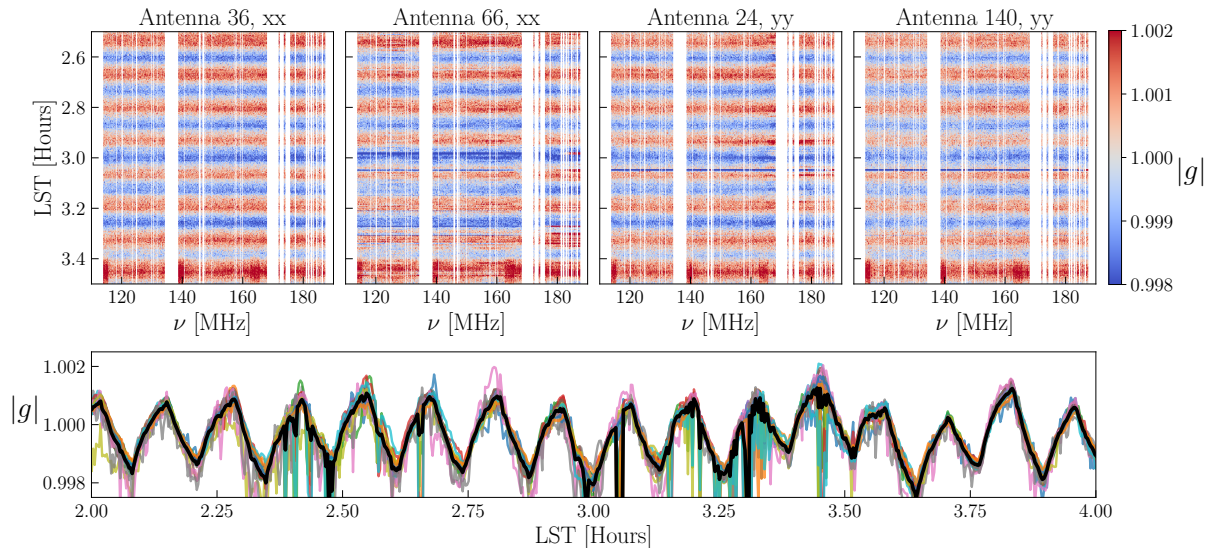 Antenna 36, xx
Antenna 66, xx
Antenna 24, yy
Antenna 140, yy
LST [Hours]
2.6
2.8
3.0
3.2
3.4
120 140 160 180
120 140 160 180
120 140 160 180
120 140 160 180
ν [MHz]
ν [MHz]
ν [MHz]
ν [MHz]
1.002
1.001
1.000
0.999
0.998
|g|
|g|
1.002
1.000
0.998
2.00 2.25 2.50 2.75 3.00 3.25 3.50 3.75 4.00
LST [Hours]